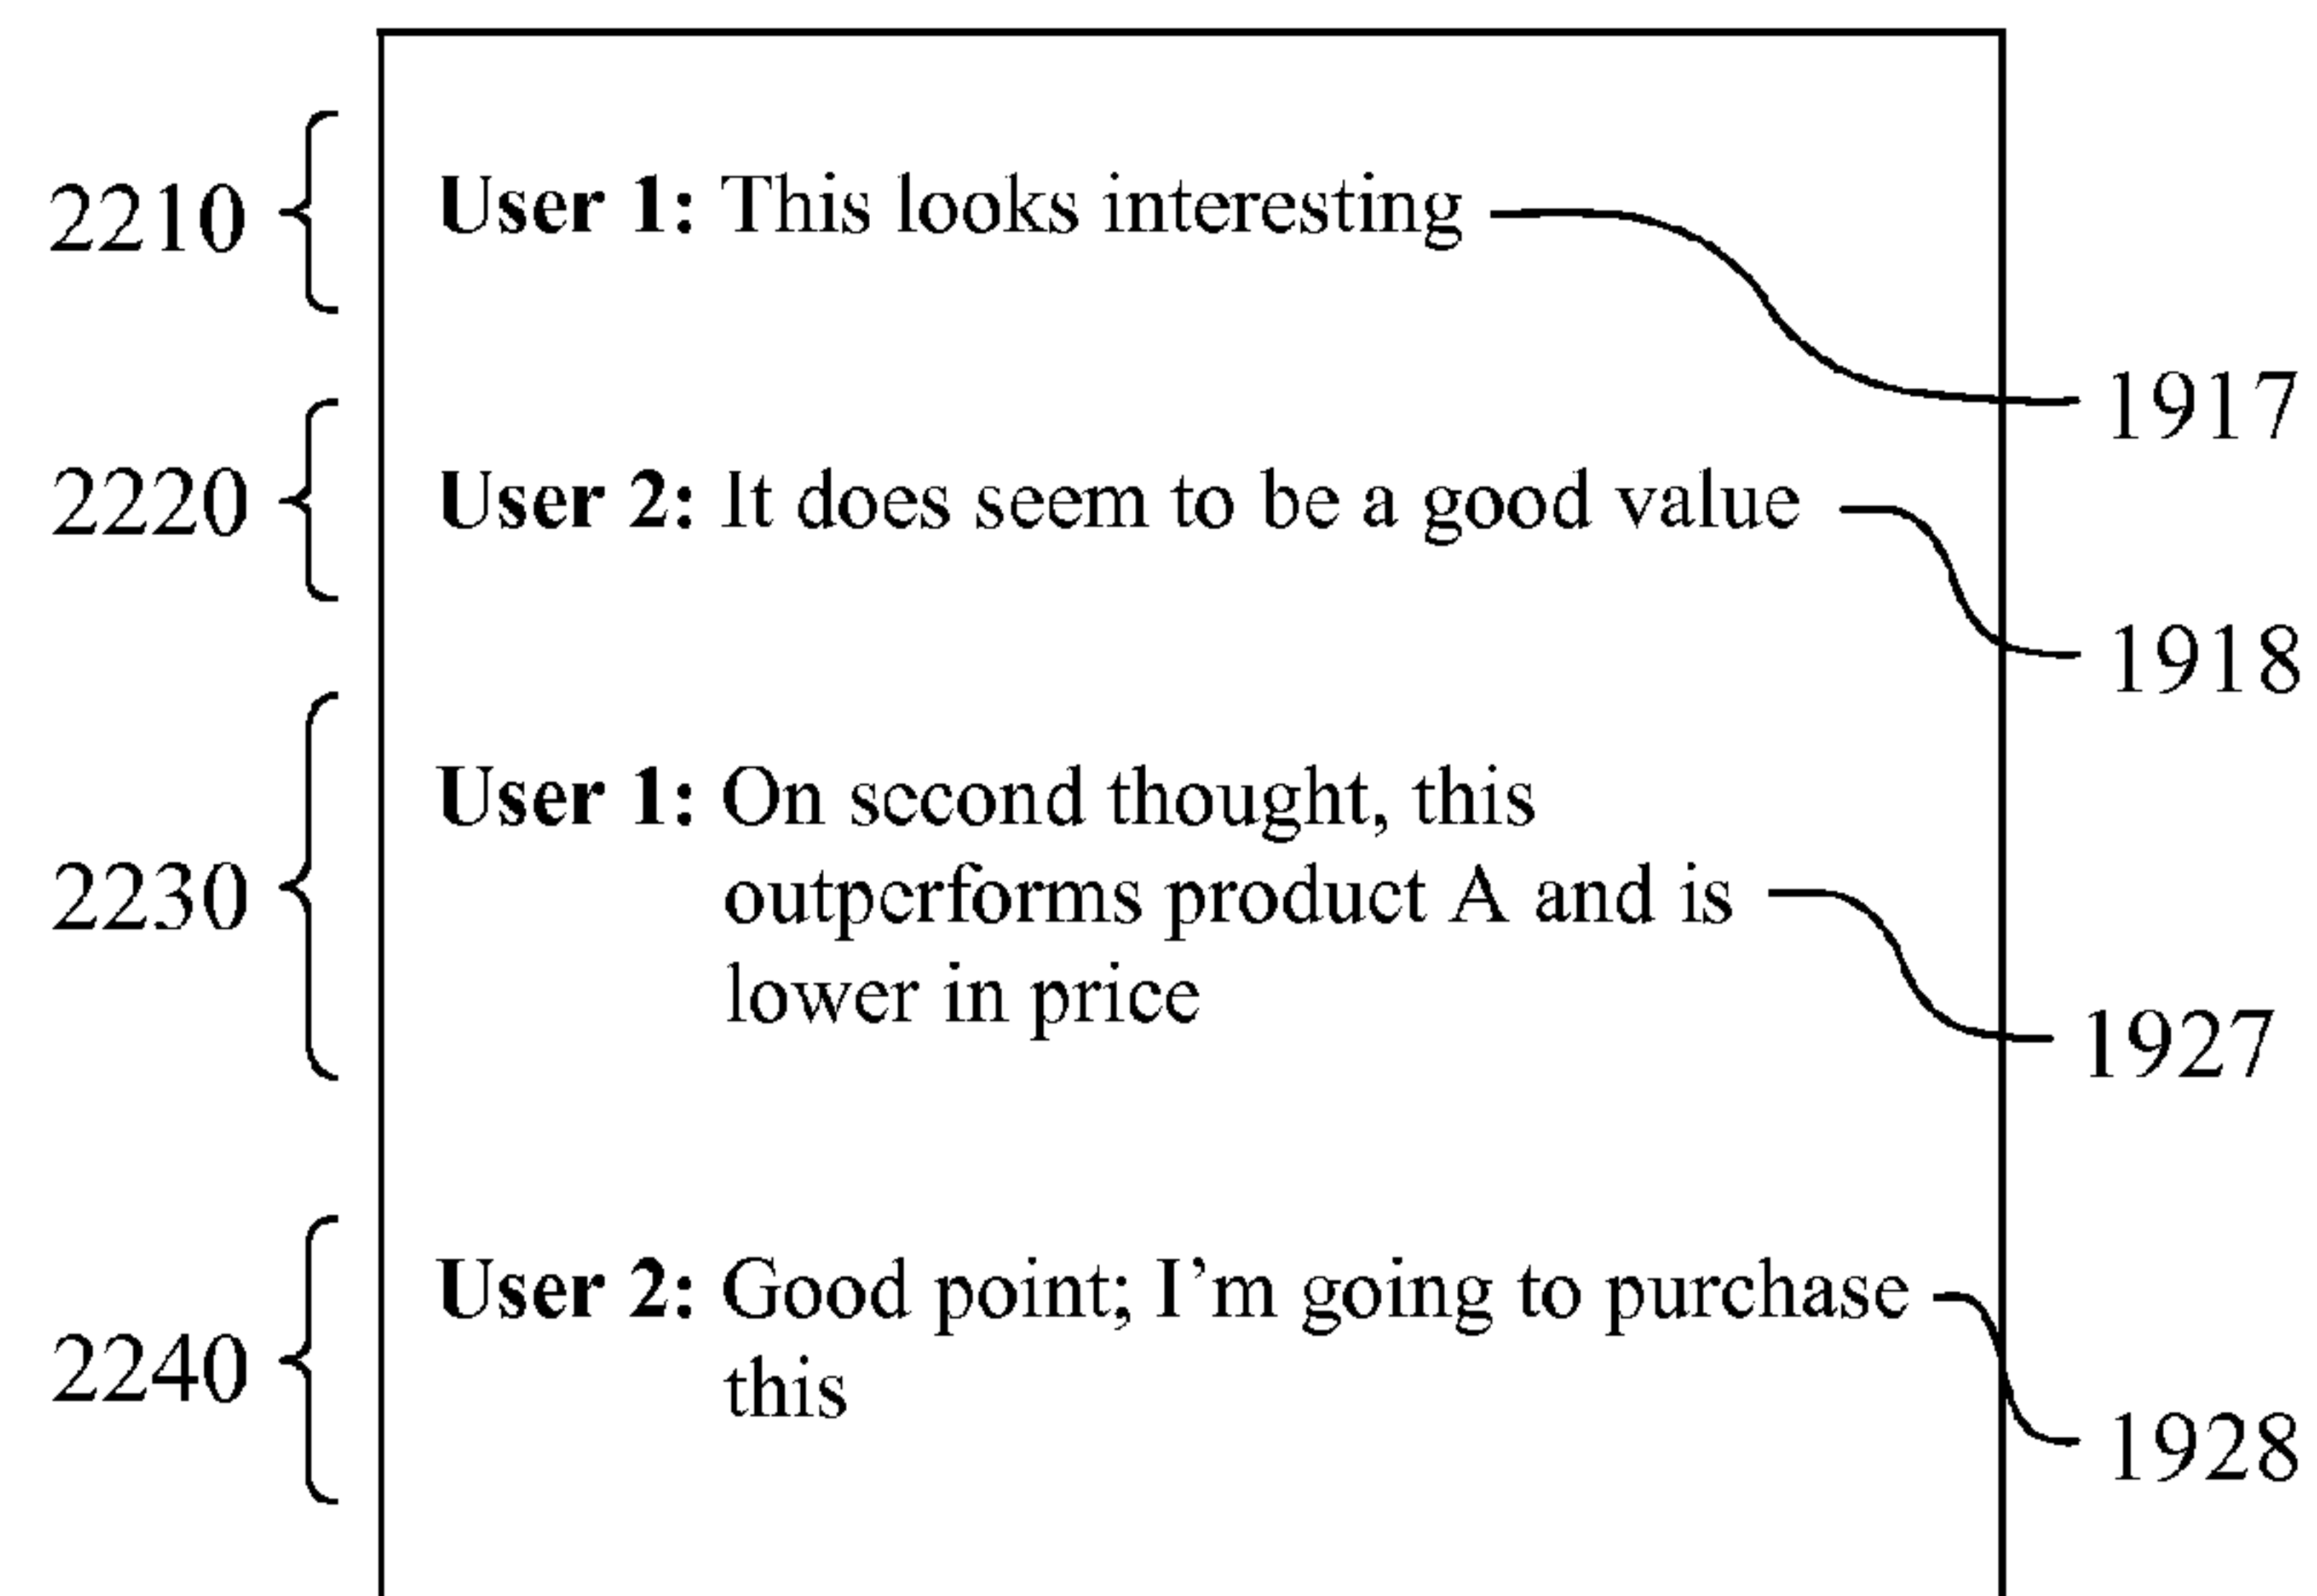 2210 User 1: This looks interesting
1917
2220 User 2: It does seem to be a good value
1918
User 1: On second thought, this
2230 outperforms product A and is
lower in price
1927
User 2: Good point; I'm going to purchase
2240 this
1928